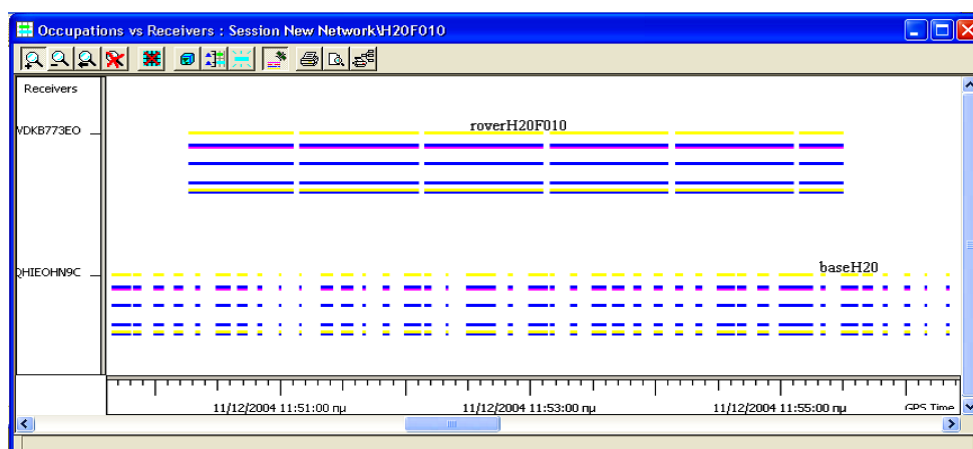 Occupations vs Receivers : Session New Network\H20F010
Receivers
VDKB773EO
roverH20F010
QHIEOHN9C
baseH20
11/12/2004 11:51:00 πμ
11/12/2004 11:53:00 πμ
11/12/2004 11:55:00 πμ
GPS Time